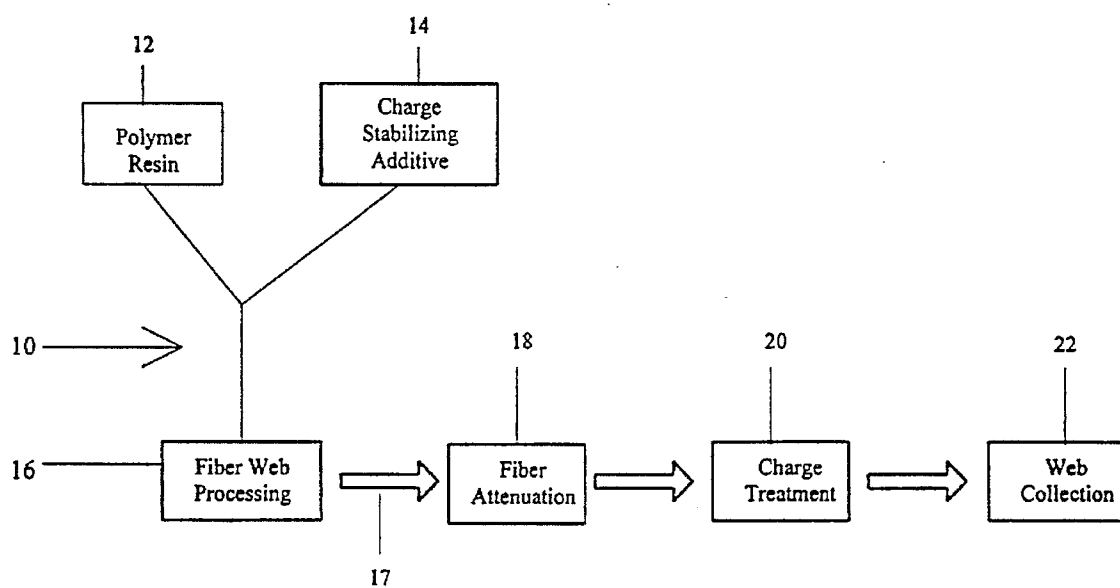 14
12
Charge
Stabilizing
Additive
Polymer
Resin
10
18
20
22
16
Fiber Web
Processing
Fiber
Attenuation
Charge
Treatment
Web
Collection
17